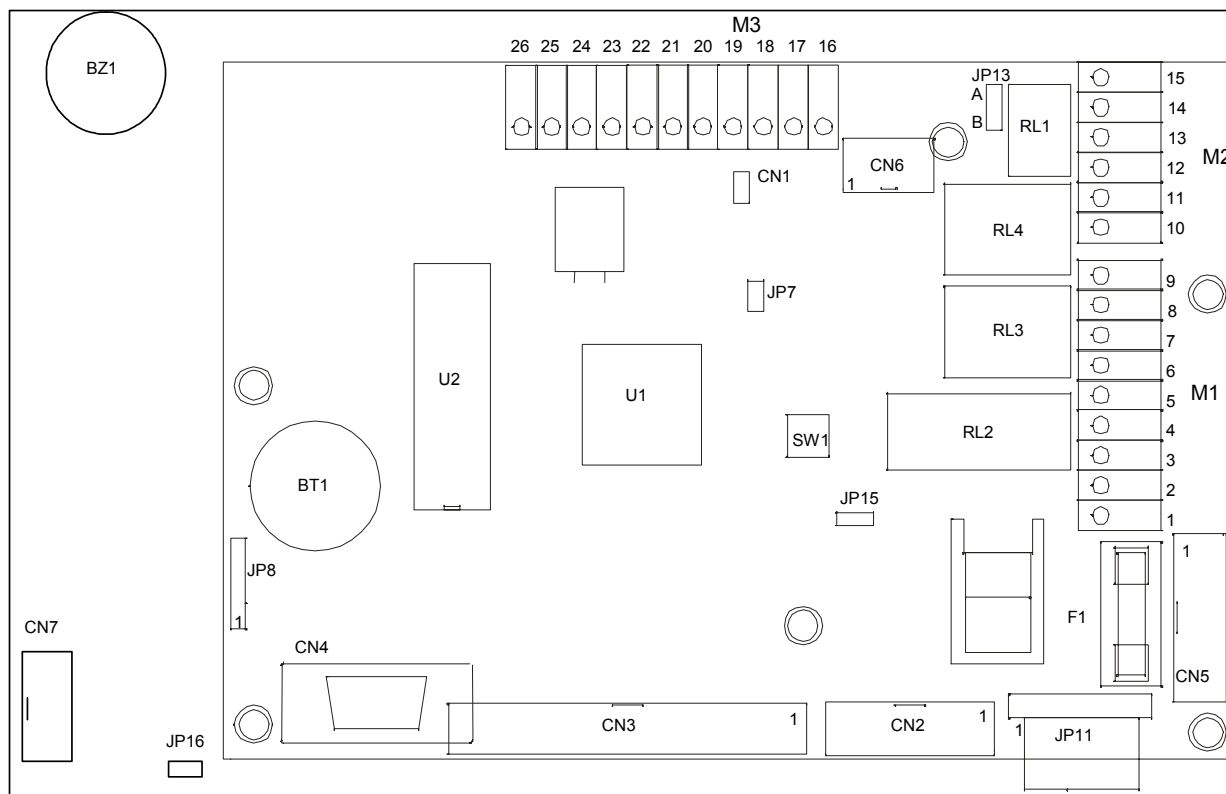 M3
BZ1
26 25 24 23 22 21 20 19 18 17 16
JP13
A
B
RL1
15
14
13
12
11
10
M2
CN6
1
CN1
RL4
JP7
RL3
9
8
7
6
5
4
3
2
1
M1
U2
U1
SW1
RL2
BT1
JP15
JP8
1
CN7
CN4
F1
1
CN5
CN3
1
CN2
1
1
JP11
JP16